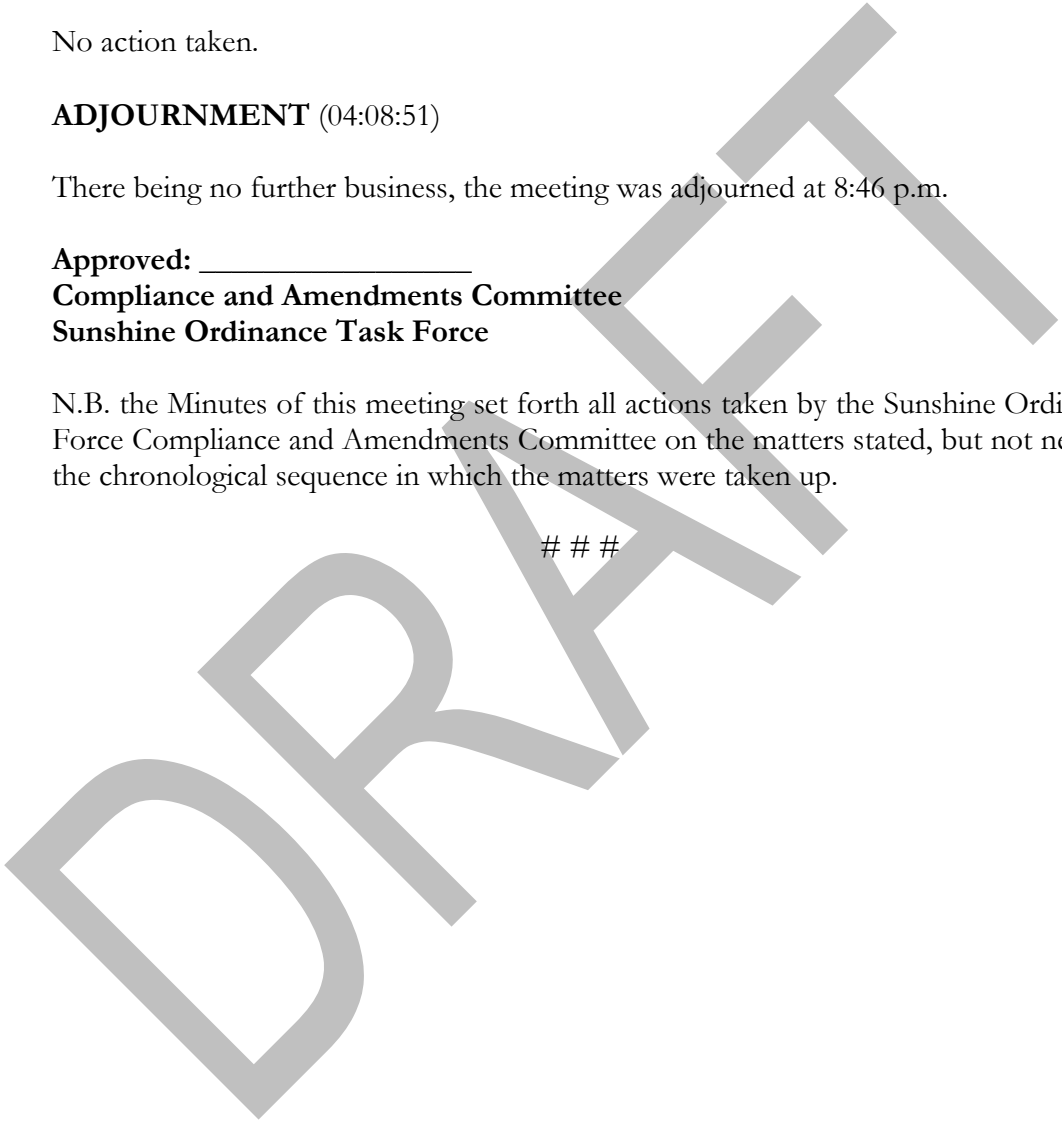 No action taken.
ADJOURNMENT (04:08:51)
There being no further business, the meeting was adjourned at 8:46 p.m.
Approved: _________________
Compliance and Amendments Committee
Sunshine Ordinance Task Force
N.B. the Minutes of this meeting set forth all actions taken by the Sunshine
Force Compliance and Amendments Committee on the matters stated, but not
the chronological sequence in which the matters were taken up.
# # #
DRAFT